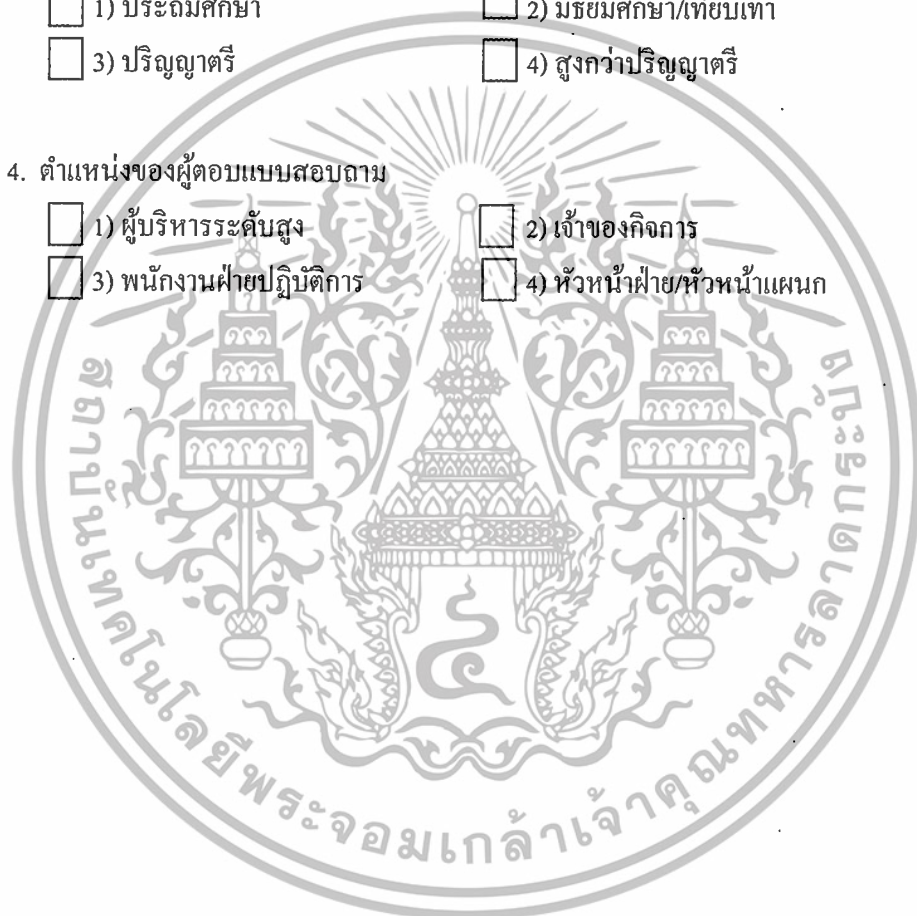 1) ประถมศึกษา 2) มัธยมศึกษา/เทียบเท่า
3) ปริญญาตรี 4) สูงกว่าปริญญาตรี
4. ตำแหน่งของผู้ตอบแบบสอบถาม
1) ผู้บริหารระดับสูง 2) เจ้าของกิจการ
3) พนักงานฝ่ายปฏิบัติการ 4) หัวหน้าฝ่าย/หัวหน้าแผนก
สถาบันเทคโนโลยีพระจอมเกล้าเจ้าคุณทหารลาดกระบัง
๔